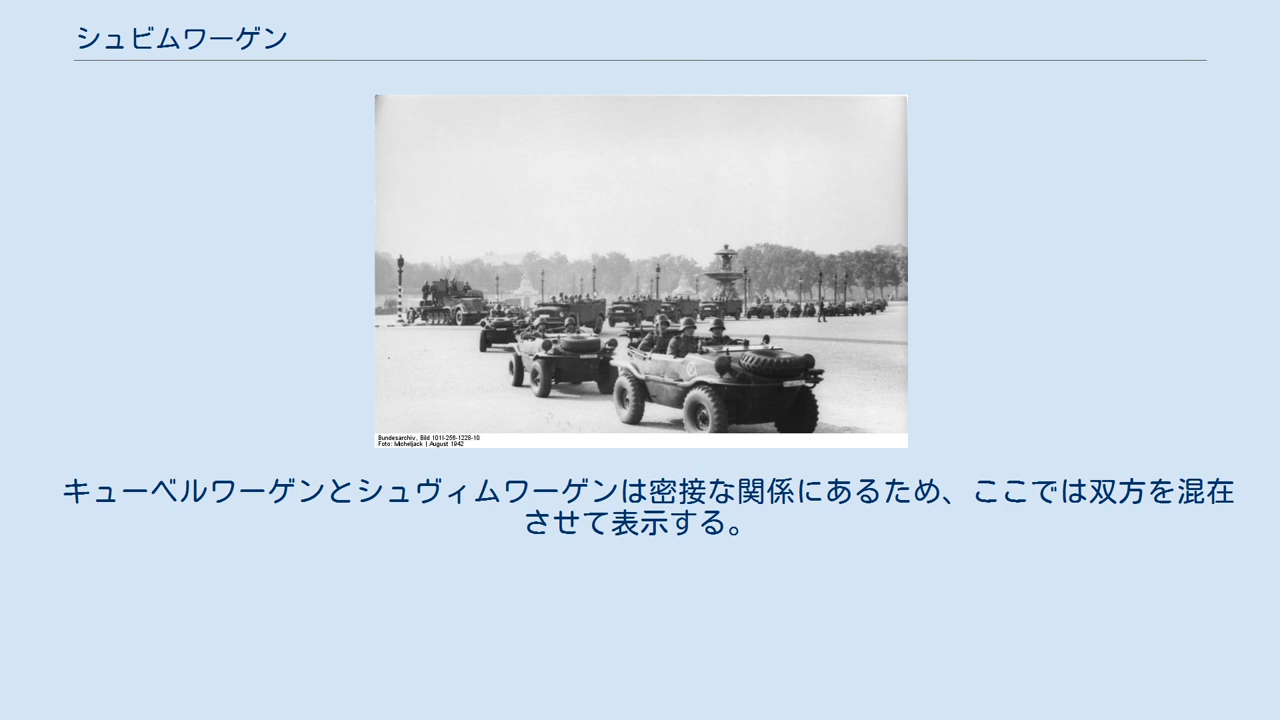 シュビムワーゲン
Bundesarchiv, Bild 101I-256-1228-10
Foto: Micheljack | August 1942
キューベルワーゲンとシュヴィムワーゲンは密接な関係にあるため、ここでは双方を混在
させて表示する。